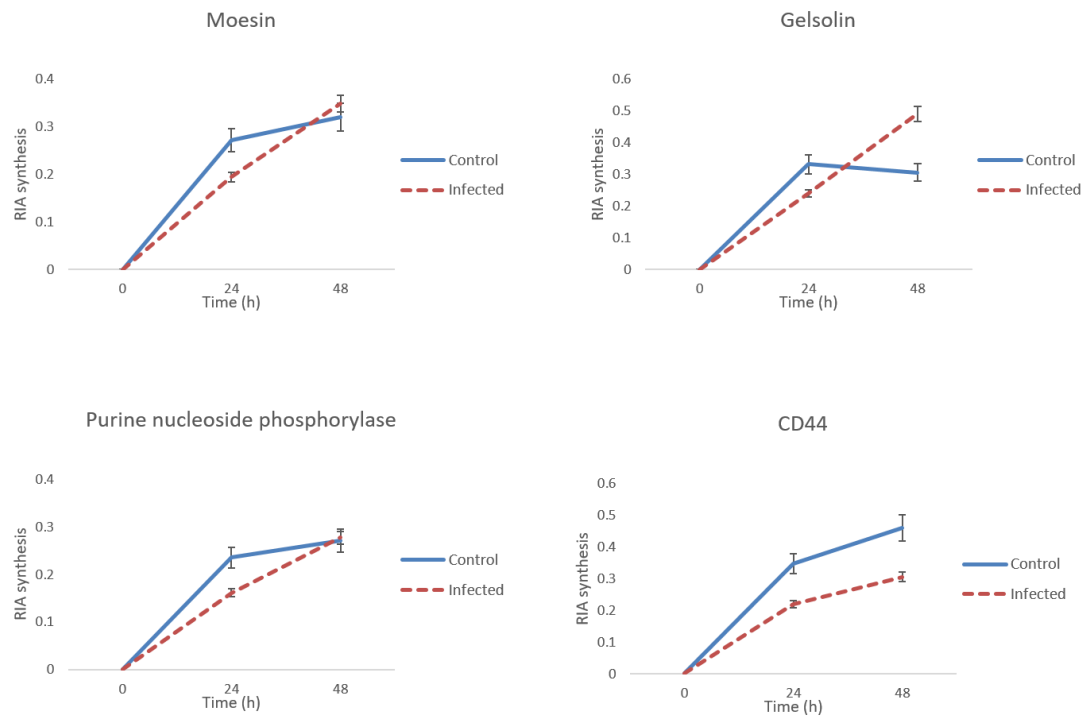 Moesin
0.4
0.3
0.2
0.1
0
RIA synthesis
0 24 48
Time (h)
Control
Infected
Gelsolin
0.6
0.5
0.4
0.3
0.2
0.1
0
RIA synthesis
0 24 48
Time (h)
Control
Infected
Purine nucleoside phosphorylase
0.4
0.3
0.2
0.1
0
RIA synthesis
0 24 48
Time (h)
Control
Infected
CD44
0.6
0.5
0.4
0.3
0.2
0.1
0
RIA synthesis
0 24 48
Time (h)
Control
Infected